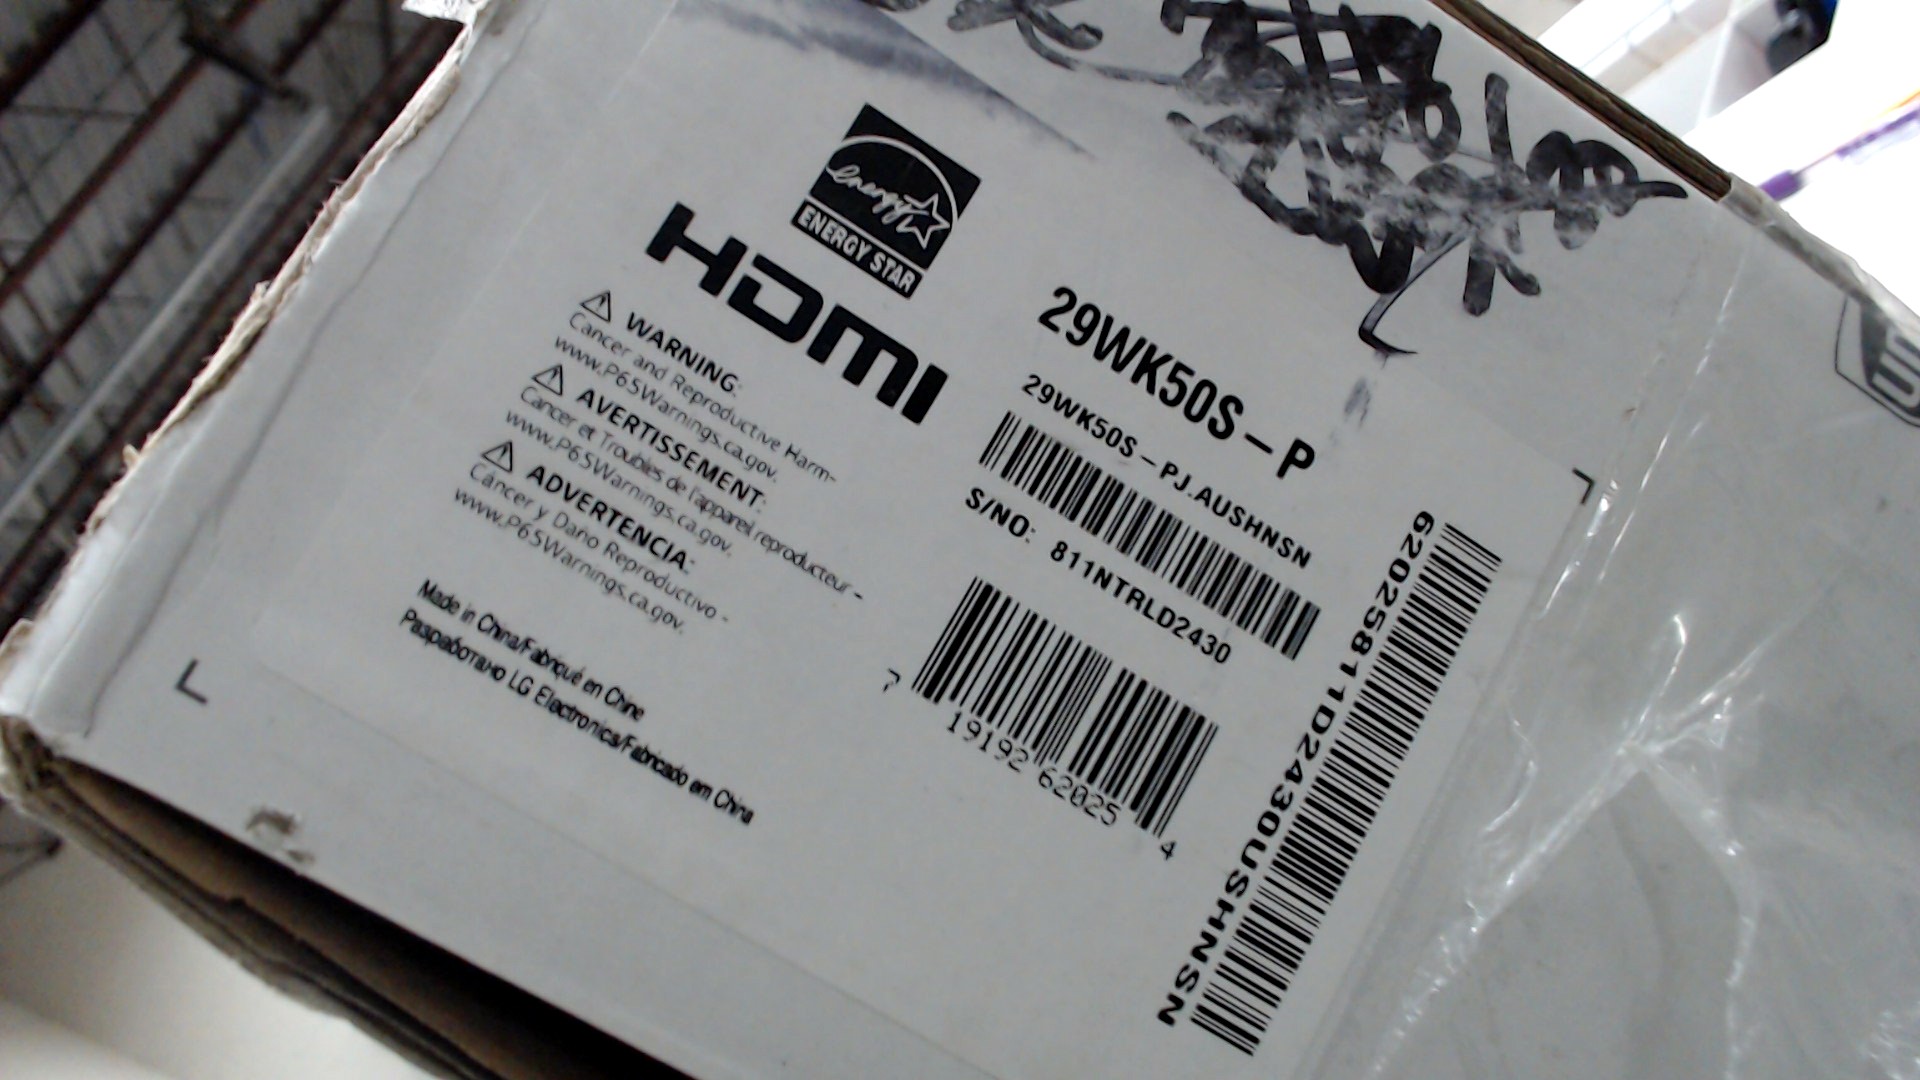 energy
ENERGY STAR
HDMI
WARNING:
Cancer and Reproductive Harm-
www.P65Warnings.ca.gov.
AVERTISSEMENT:
Cancer et Troubles de l'appareil reproducteur -
www.P65Warnings.ca.gov.
ADVERTENCIA:
Cáncer y Daño Reproductivo -
www.P65Warnings.ca.gov.
Made in China/Fabriqué en Chine
Разработано LG Electronics/Fabricado em China
29WK50S-P
29WK50S-PJ.AUSHNSN
S/NO: 811NTRLD2430
7 19192 62025 4
62025811D2430USHNSN